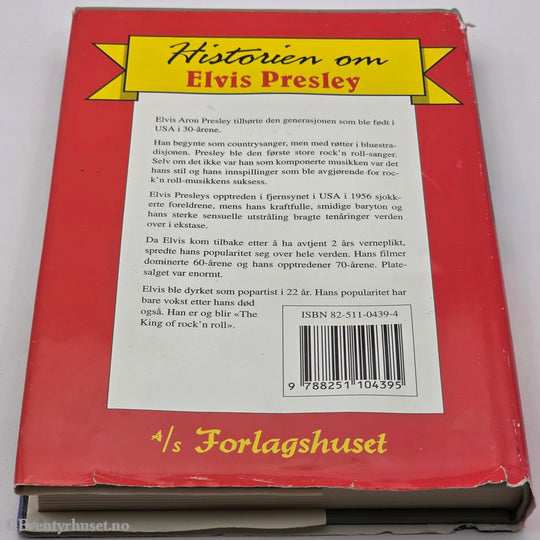 Historien om
Elvis Presley
Elvis Aron Presley tilhørte den generasjonen som ble født i
USA i 30-årene.
Han begynte som countrysanger, men med røtter i bluestra-
disjonen. Presley ble den første store rock'n roll-sanger.
Selv om det ikke var han som komponerte musikken var det
hans stil og hans innspillinger som ble avgjørende for roc-
k'n roll-musikkens suksess.
Elvis Presleys opptreden i fjernsynet i USA i 1956 sjokk-
erte foreldrene, mens hans kraftfulle, smidige baryton og
hans sterke sensuelle utstråling bragte tenåringer verden
over i ekstase.
Da Elvis kom tilbake etter å ha avtjent 2 års verneplikt,
spredte hans popularitet seg over hele verden. Hans filmer
dominerte 60-årene og hans opptredener 70-årene. Plate-
salget var enormt.
Elvis ble dyrket som popartist i 22 år. Hans popularitet har
bare vokst etter hans død
også. Han er og blir «The
King of rock'n roll».
ISBN 82-511-0439-4
9 788251 104395
A/s Forlagshuset
©Eventyrhuset.no